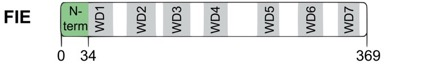 FIE
N-
term
WD1 WD2 WD3 WD4 WD5 WD6 WD7
0 34 369